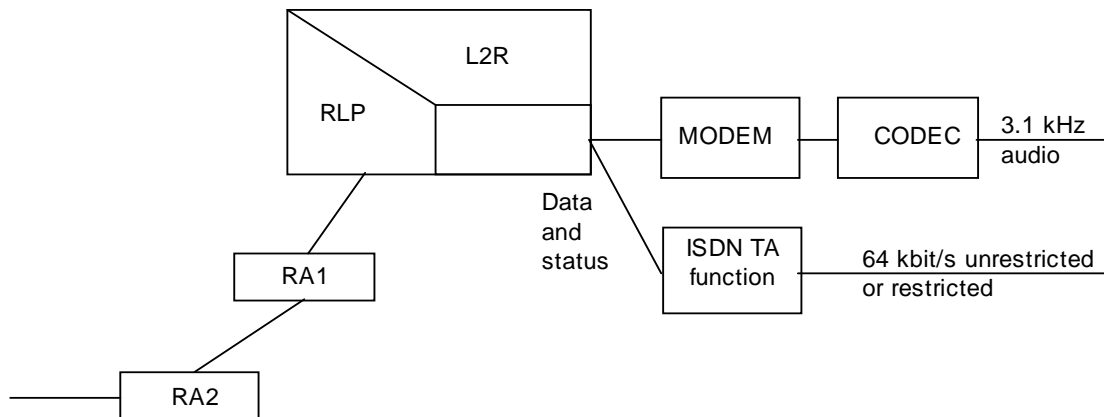 L2R
RLP
MODEM
CODEC
3.1 kHz
audio
Data
and
status
ISDN TA
function
64 kbit/s unrestricted
or restricted
RA1
RA2